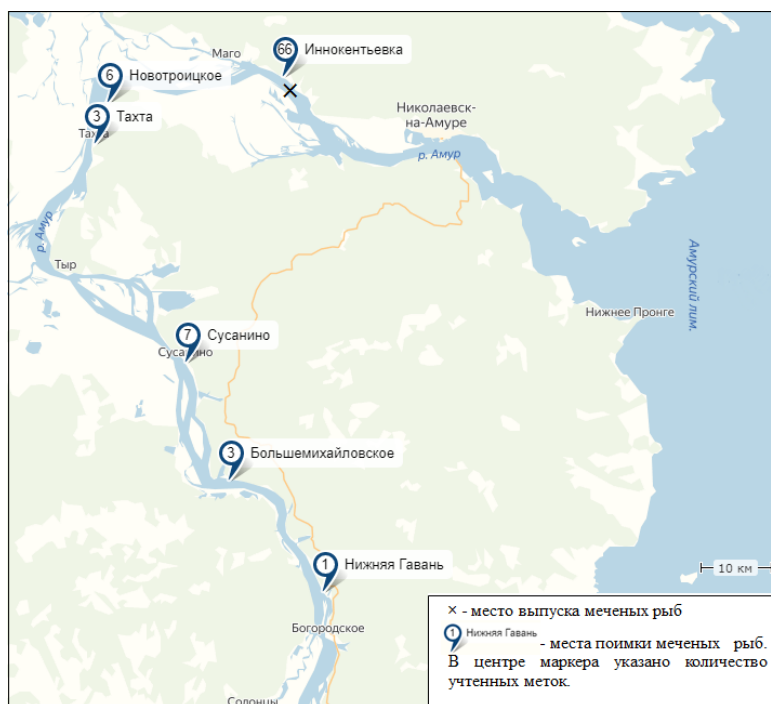 Маго
66 Иннокентьевка
6 Новотроицкое
3 Тахта
Тахта
Николаевск-
на-Амуре
р. Амур
р. Амур
Тыр
Амурский лим.
Нижнее Пронге
7 Сусанино
Сусанино
3 Большемихайловское
1 Нижняя Гавань
10 км
Богородское
Солонцы
× - место выпуска меченых рыб
1 Нижняя Гавань - места поимки меченых рыб.
В центре маркера указано количество
учтенных меток.